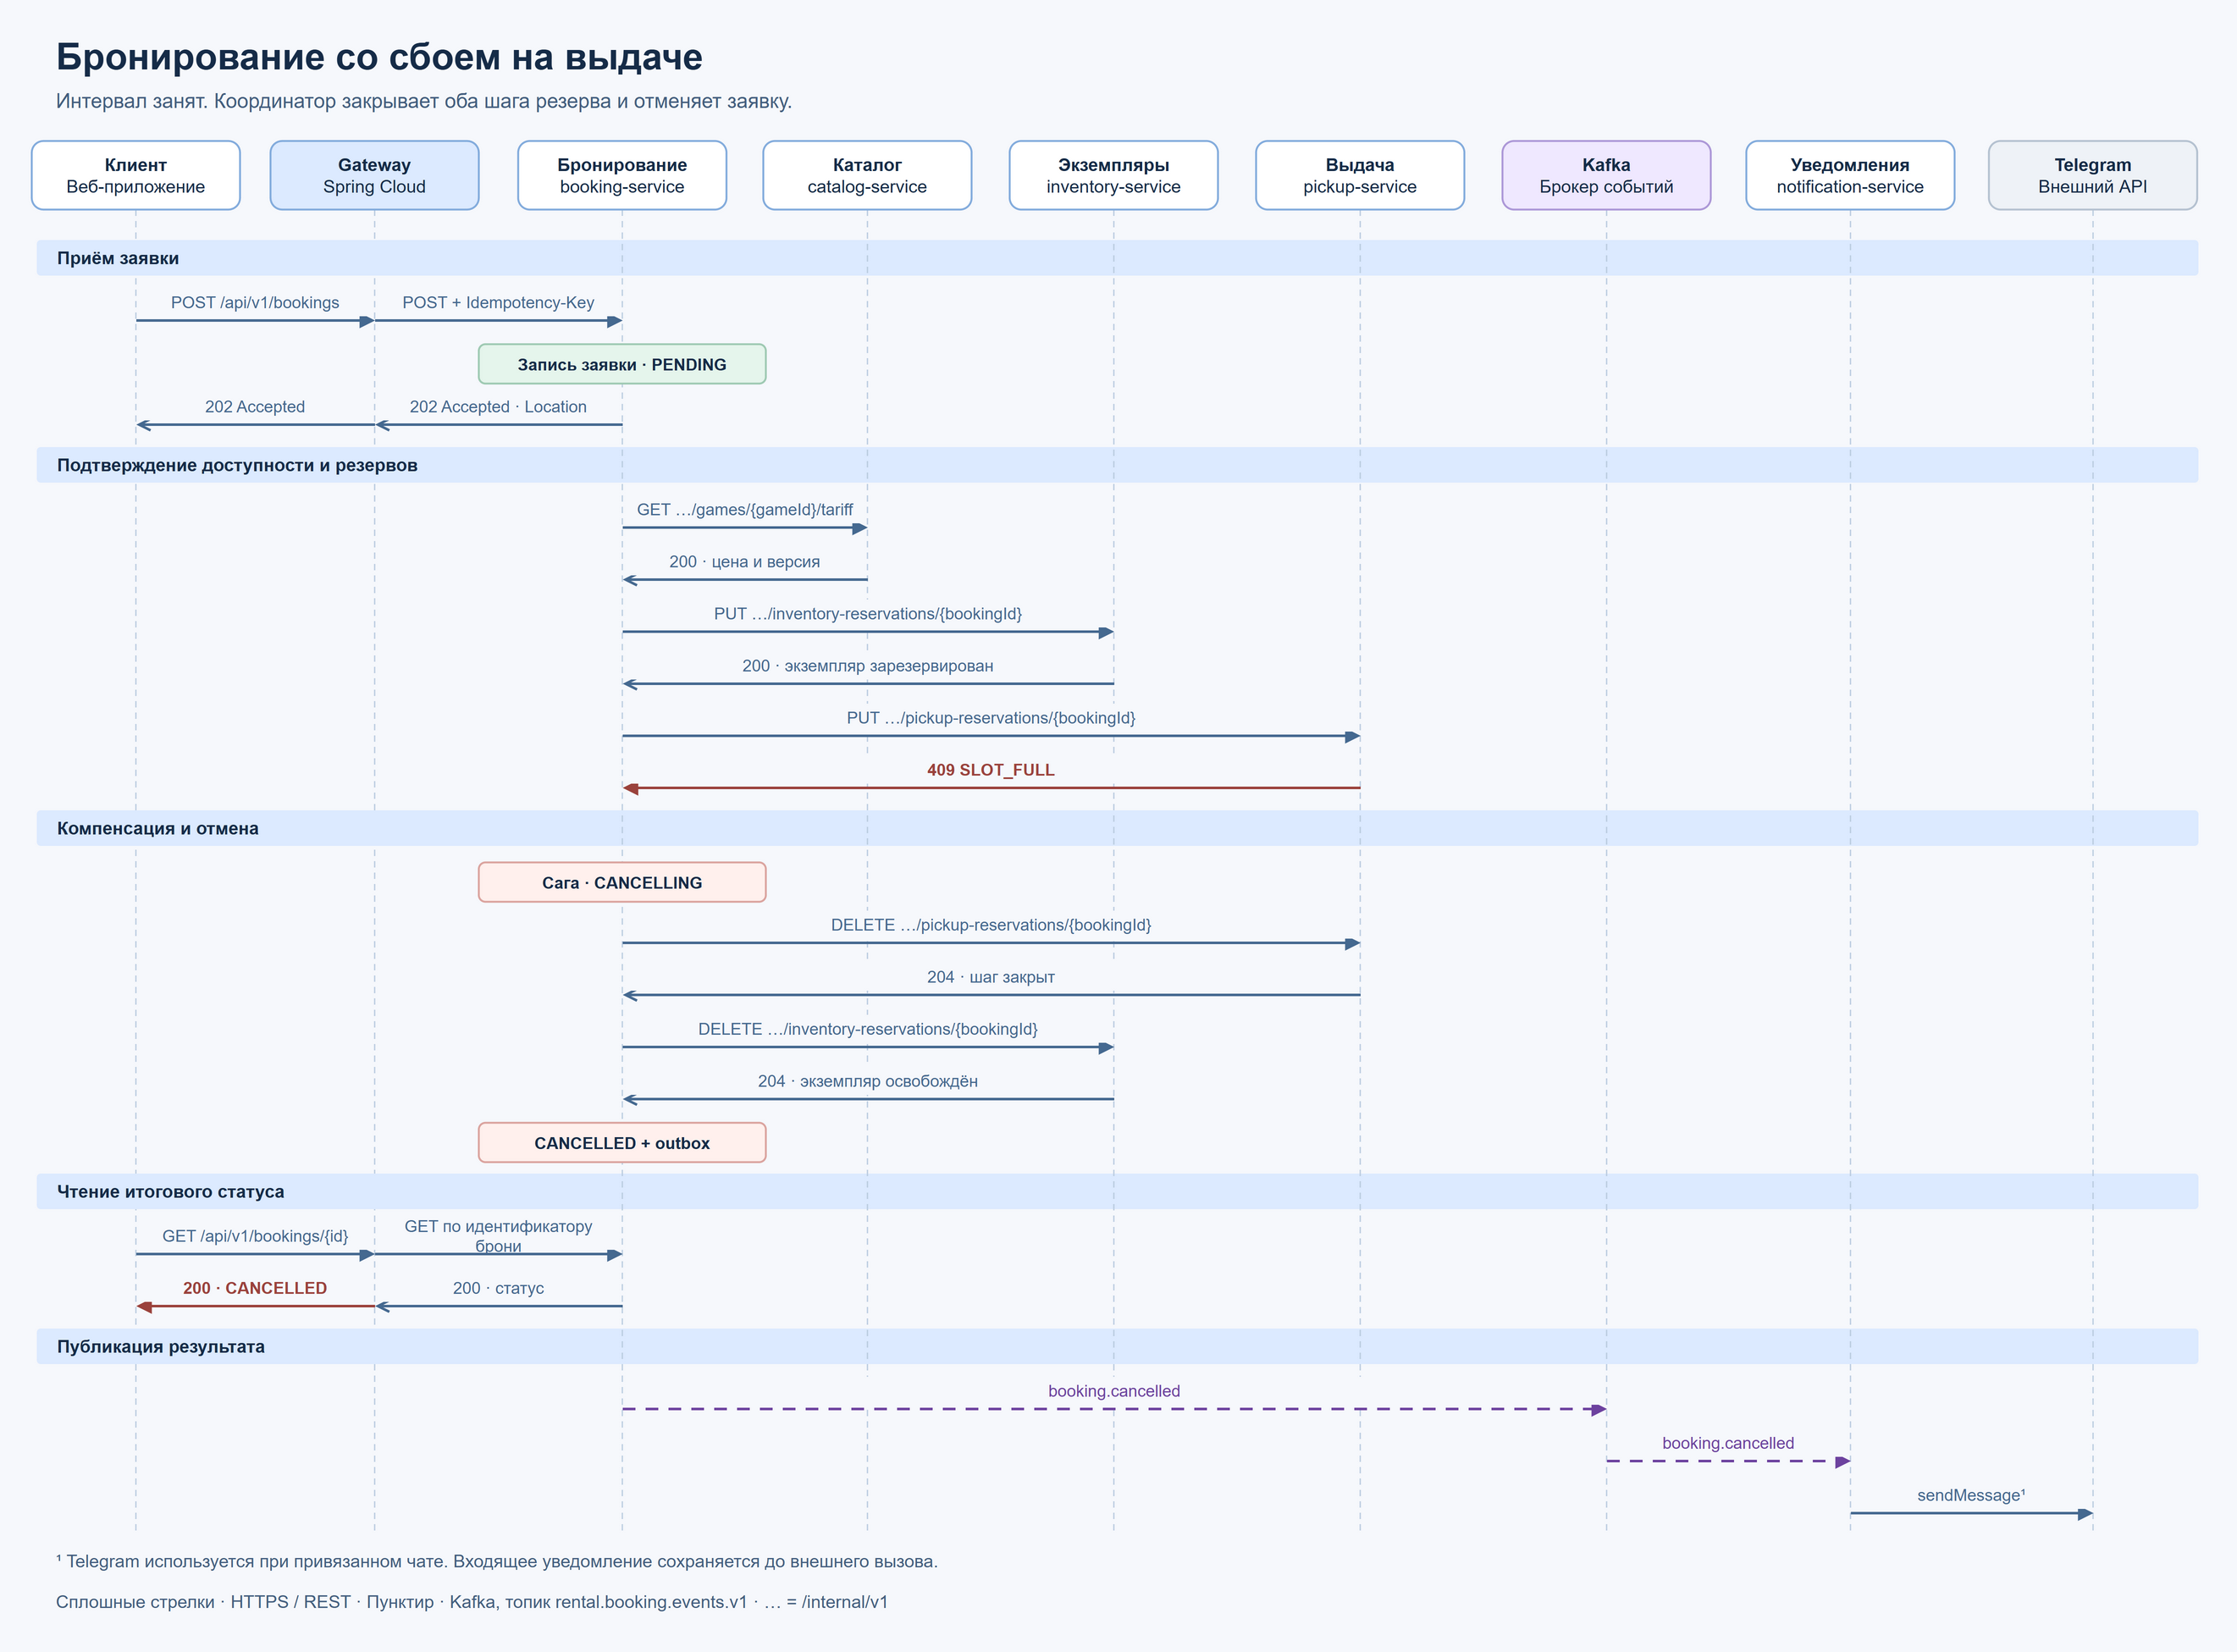 Бронирование со сбоем на выдаче
Интервал занят. Координатор закрывает оба шага резерва и отменяет заявку.
Клиент
Веб-приложение
Gateway
Spring Cloud
Бронирование
booking-service
Каталог
catalog-service
Экземпляры
inventory-service
Выдача
pickup-service
Kafka
Брокер событий
Уведомления
notification-service
Telegram
Внешний API
Приём заявки
POST /api/v1/bookings
POST + Idempotency-Key
Запись заявки · PENDING
202 Accepted
202 Accepted · Location
Подтверждение доступности и резервов
GET …/games/{gameId}/tariff
200 · цена и версия
PUT …/inventory-reservations/{bookingId}
200 · экземпляр зарезервирован
PUT …/pickup-reservations/{bookingId}
409 SLOT_FULL
Компенсация и отмена
Сага · CANCELLING
DELETE …/pickup-reservations/{bookingId}
204 · шаг закрыт
DELETE …/inventory-reservations/{bookingId}
204 · экземпляр освобождён
CANCELLED + outbox
Чтение итогового статуса
GET /api/v1/bookings/{id}
GET по идентификатору
брони
200 · CANCELLED
200 · статус
Публикация результата
booking.cancelled
booking.cancelled
sendMessage¹
¹ Telegram используется при привязанном чате. Входящее уведомление сохраняется до внешнего вызова.
Сплошные стрелки · HTTPS / REST · Пунктир · Kafka, топик rental.booking.events.v1 · … = /internal/v1